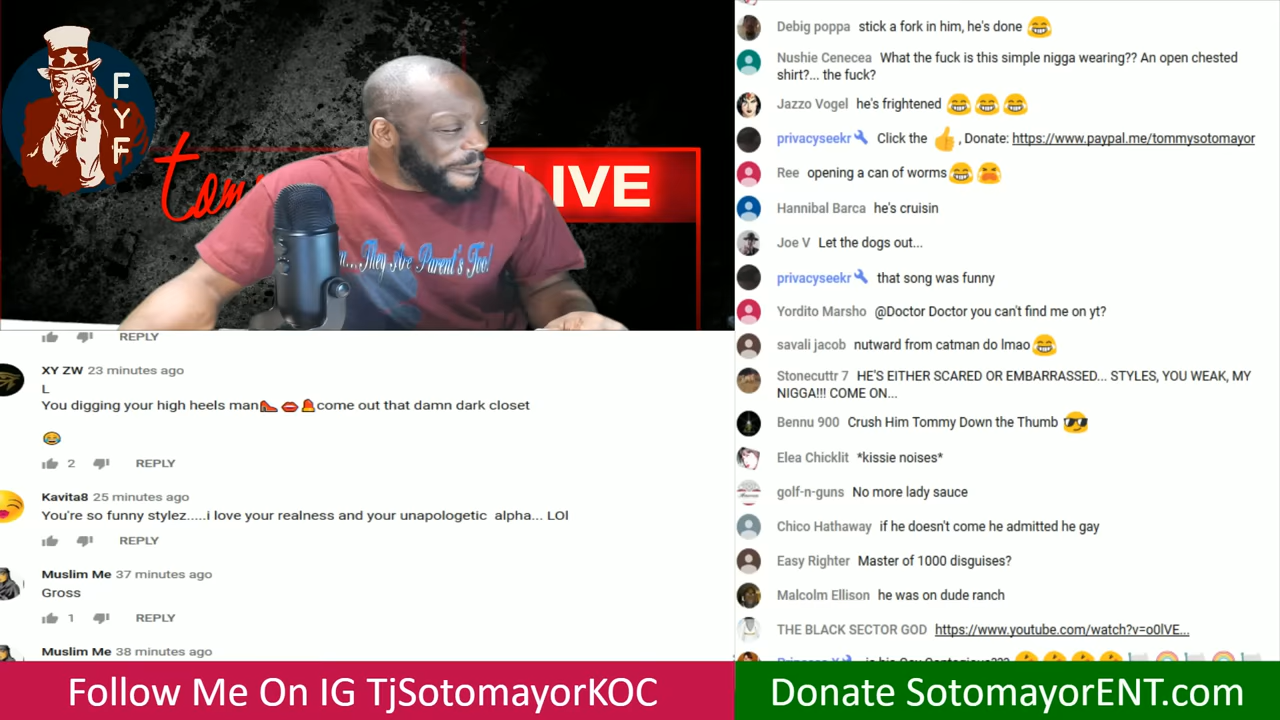 FYF
tom
LIVE
n...They Are Parent's Too!
REPLY
XY ZW 23 minutes ago
L
You digging your high heels man👠👄🔔come out that damn dark closet
😂
2 REPLY
Kavita8 25 minutes ago
You're so funny stylez.....i love your realness and your unapologetic alpha... LOl
REPLY
Muslim Me 37 minutes ago
Gross
1 REPLY
Muslim Me 38 minutes ago
Follow Me On IG TjSotomayorKOC
Debig poppa stick a fork in him, he's done 😂
Nushie Cenecea What the fuck is this simple nigga wearing?? An open chested
shirt?... the fuck?
Jazzo Vogel he's frightened 😂😂😂
privacyseekr🔧 Click the 👍, Donate: https://www.paypal.me/tommysotomayor
Ree opening a can of worms😂😫
Hannibal Barca he's cruisin
Joe V Let the dogs out...
privacyseekr🔧 that song was funny
Yordito Marsho @Doctor Doctor you can't find me on yt?
savali jacob nutward from catman do lmao😂
Stonecuttr 7 HE'S EITHER SCARED OR EMBARRASSED... STYLES, YOU WEAK, MY
NIGGA!!! COME ON...
Bennu 900 Crush Him Tommy Down the Thumb 😎
Elea Chicklit *kissie noises*
golf-n-guns No more lady sauce
Chico Hathaway if he doesn't come he admitted he gay
Easy Righter Master of 1000 disguises?
Malcolm Ellison he was on dude ranch
THE BLACK SECTOR GOD https://www.youtube.com/watch?v=o0lVE...
Donate SotomayorENT.com